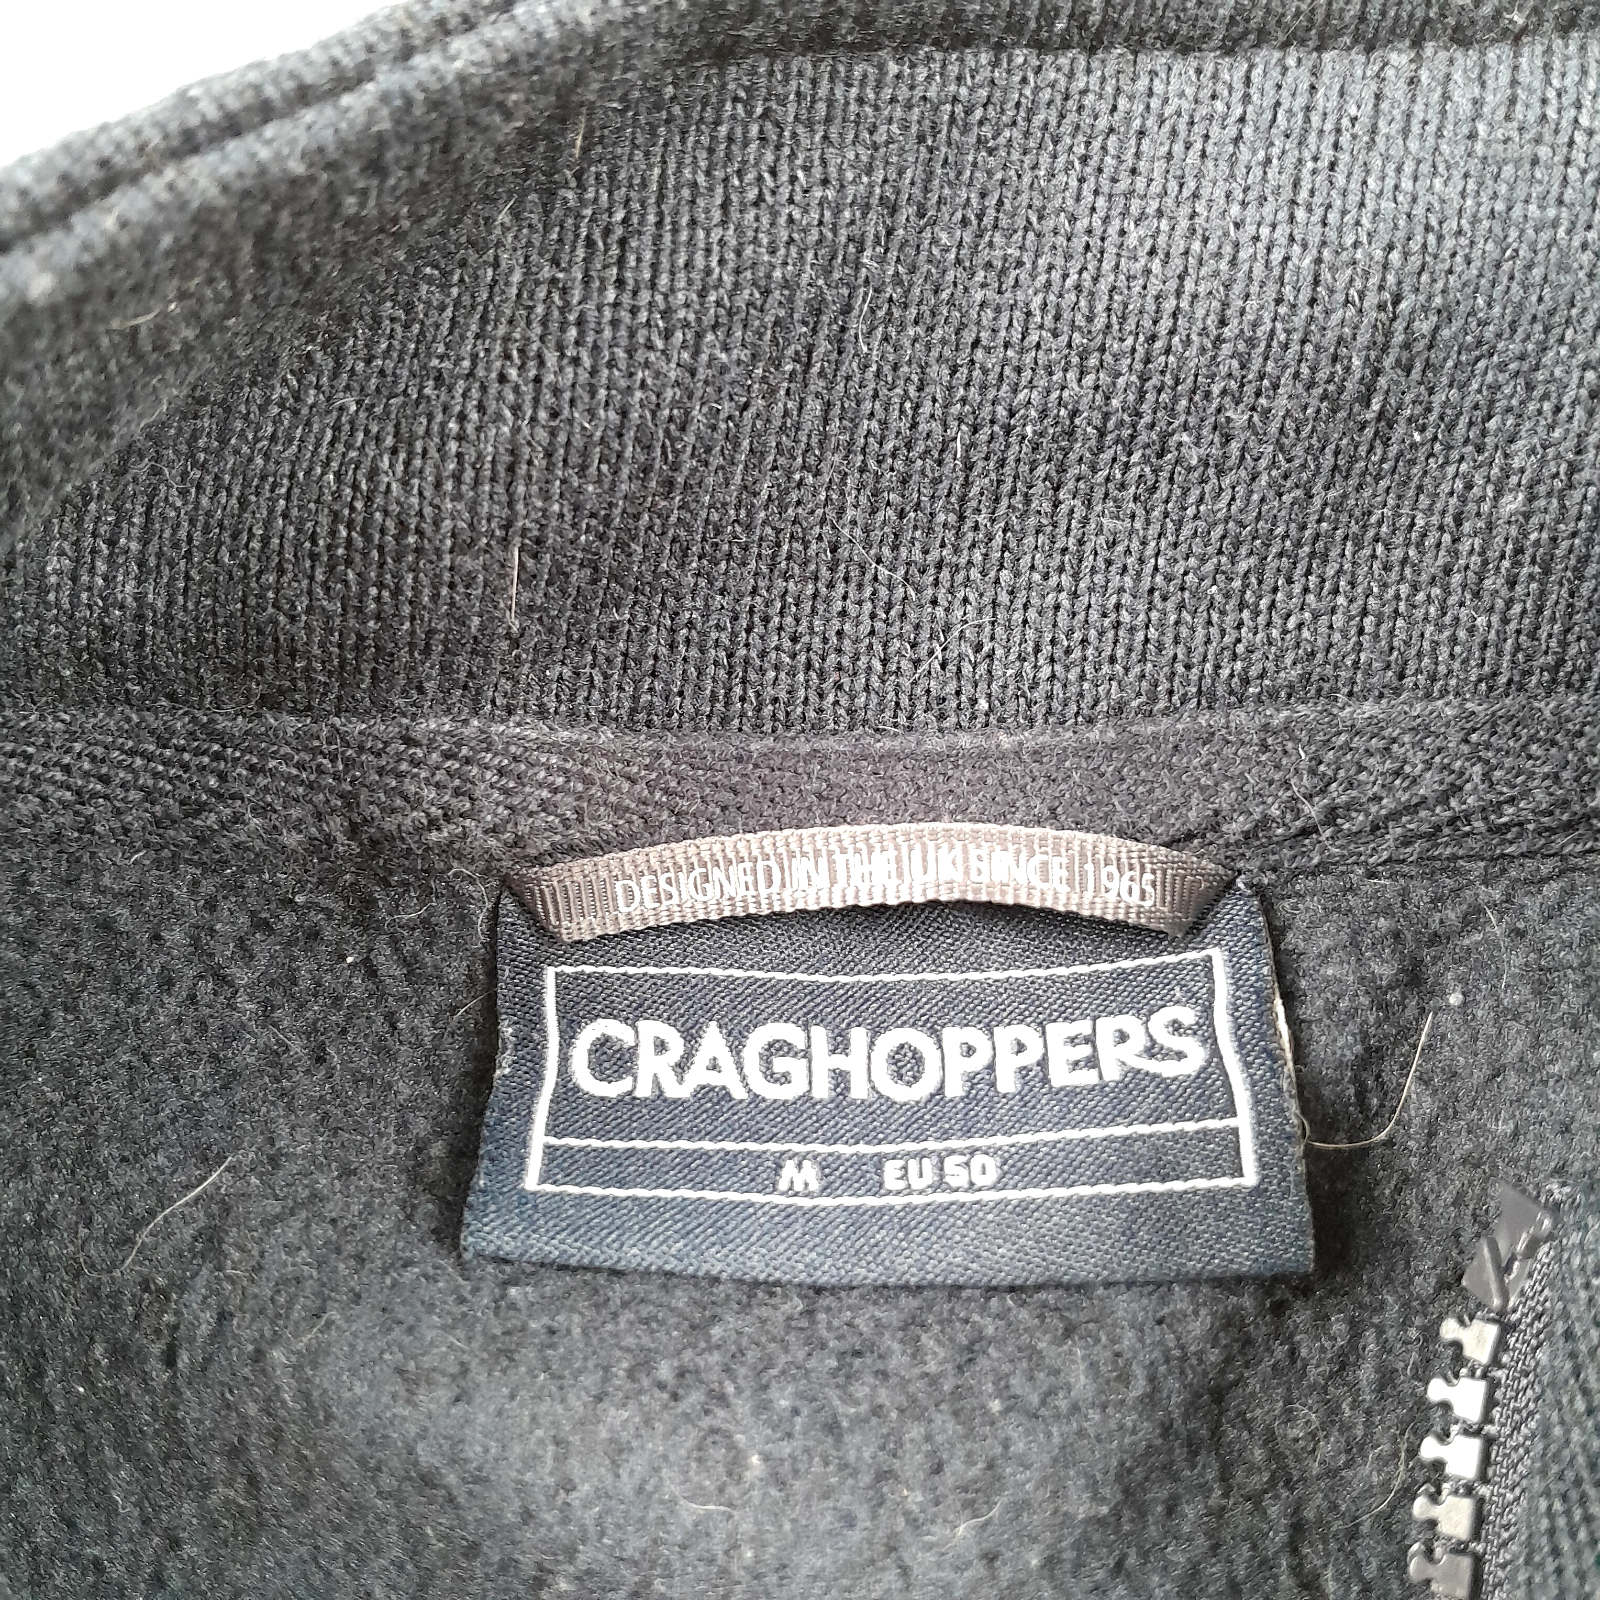 DESIGNED IN THE UK SINCE 1965
CRAGHOPPERS
M EU 50